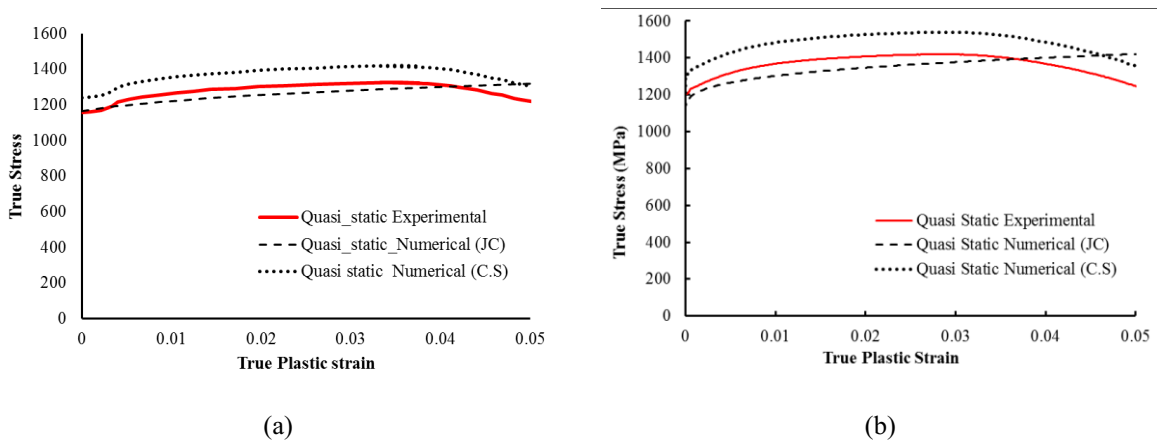 1600
1400
1200
1000
800
600
400
200
0
True Stress
Quasi_static Experimental
Quasi_static_Numerical (JC)
Quasi static Numerical (C.S)
0 0.01 0.02 0.03 0.04 0.05
True Plastic strain
(a)
1600
1400
1200
1000
800
600
400
200
0
True Stress (MPa)
Quasi Static Experimental
Quasi Static Numerical (JC)
Quasi Static Numerical (C.S)
0 0.01 0.02 0.03 0.04 0.05
True Plastic Strain
(b)